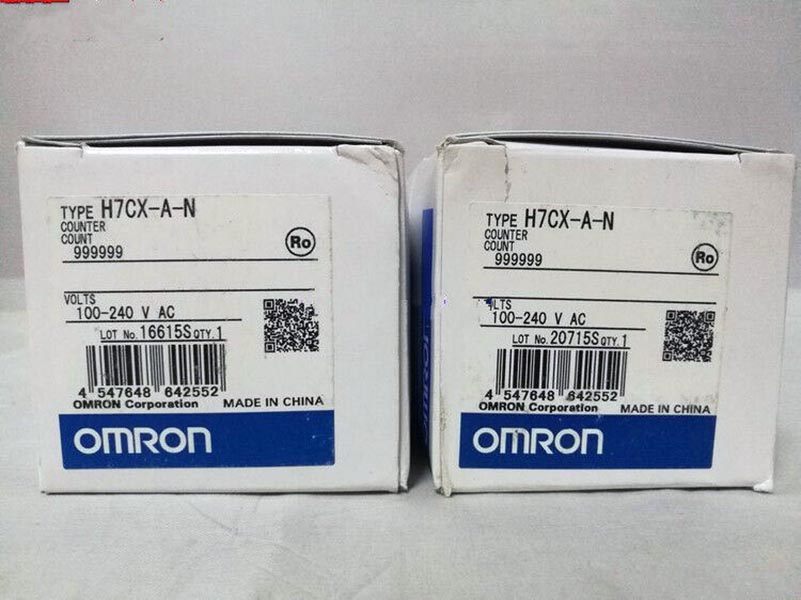 TYPE H7CX-A-N
COUNTER
COUNT
999999
Ro
VOLTS
100-240 V AC
LOT No. 16615S QTY. 1
4 547648 642552
OMRON Corporation MADE IN CHINA
OMRON
TYPE H7CX-A-N
COUNTER
COUNT
999999
Ro
LTS
100-240 V AC
LOT No. 20715S QTY. 1
4 547648 642552
OMRON Corporation MADE IN CHINA
OMRON